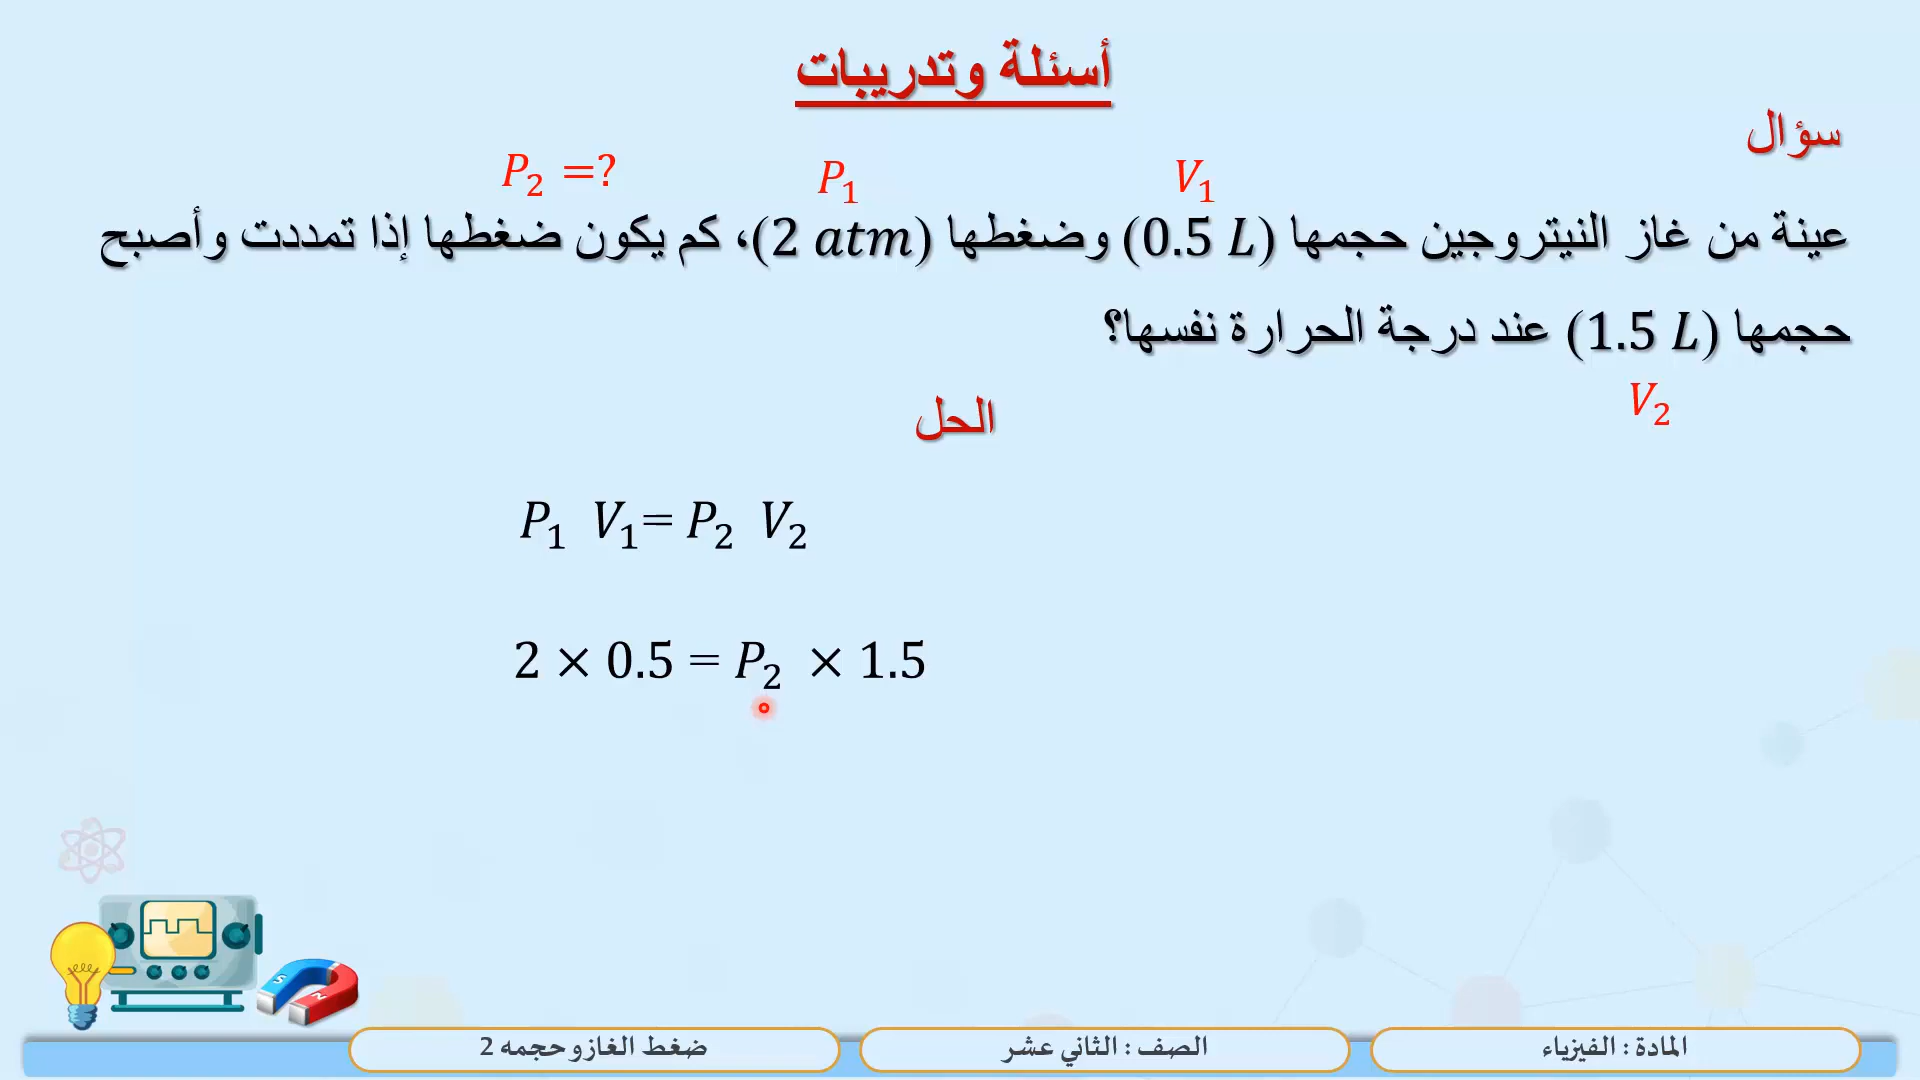 أسئلة وتدريبات
سؤال
V₁ P₁ P₂ =?
عينة من غاز النيتروجين حجمها (0.5 L) وضغطها (2 atm)، كم يكون ضغطها إذا تمددت وأصبح
حجمها (1.5 L) عند درجة الحرارة نفسها؟
V₂
الحل
P₁ V₁= P₂ V₂
2 × 0.5 = P₂ × 1.5
S N
المادة : الفيزياء
الصف : الثاني عشر
ضغط الغاز وحجمه 2